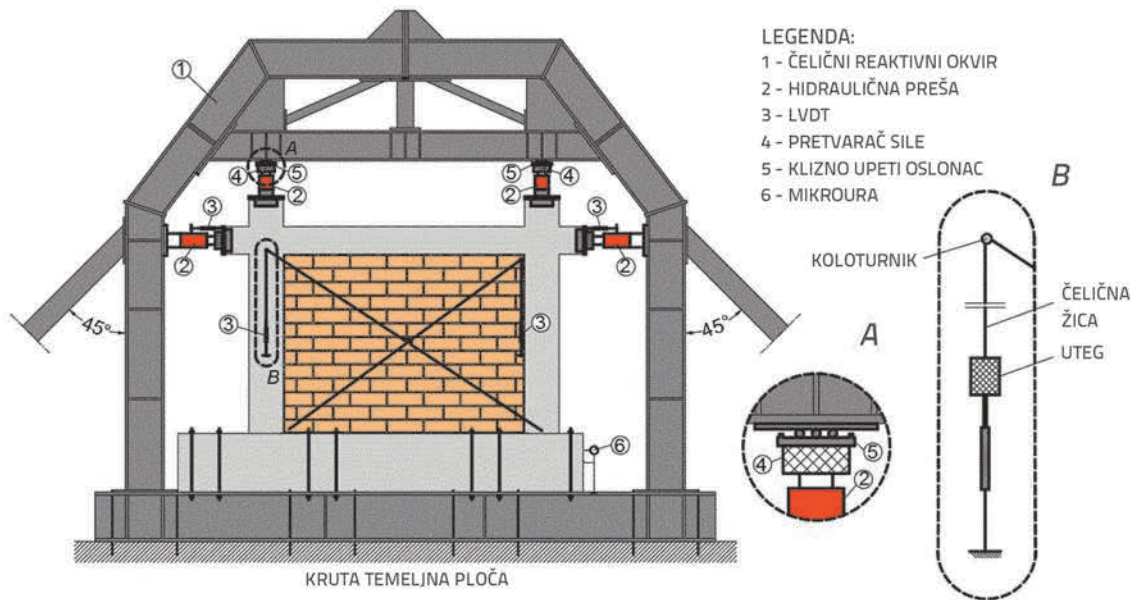 LEGENDA:
1 - ČELIČNI REAKTIVNI OKVIR
2 - HIDRAULIČNA PREŠA
3 - LVDT
4 - PRETVARAČ SILE
5 - KLIZNO UPETI OSLONAC
6 - MIKROURA
1
A
4
5
2
5
4
2
3
2
3
2
45°
45°
3
B
3
6
KRUTA TEMELJNA PLOČA
A
4
5
2
B
KOLOTURNIK
ČELIČNA
ŽICA
UTEG